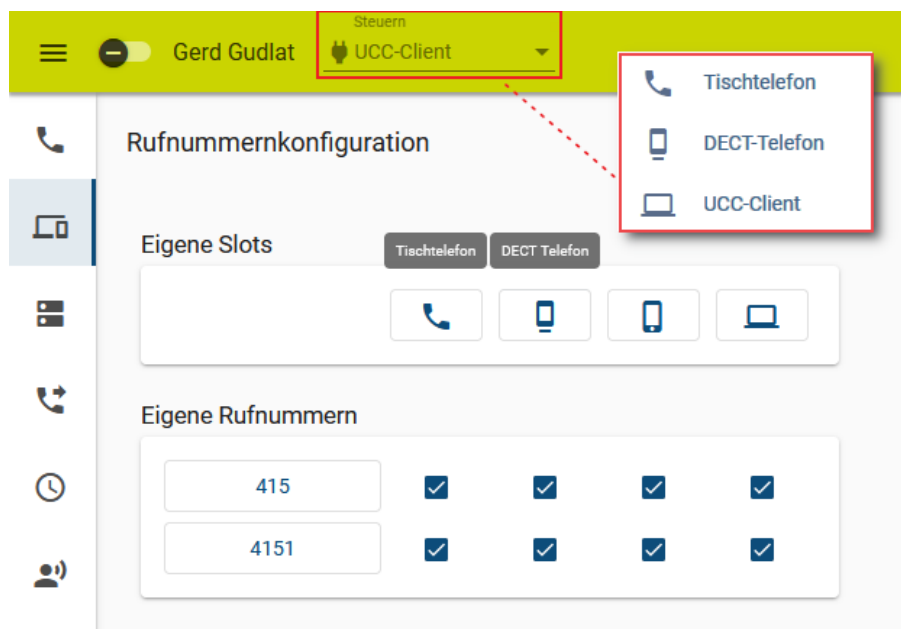 Steuern
Gerd Gudlat
UCC-Client
Tischtelefon
DECT-Telefon
UCC-Client
Rufnummernkonfiguration
Eigene Slots
Tischtelefon
DECT Telefon
Eigene Rufnummern
415
4151